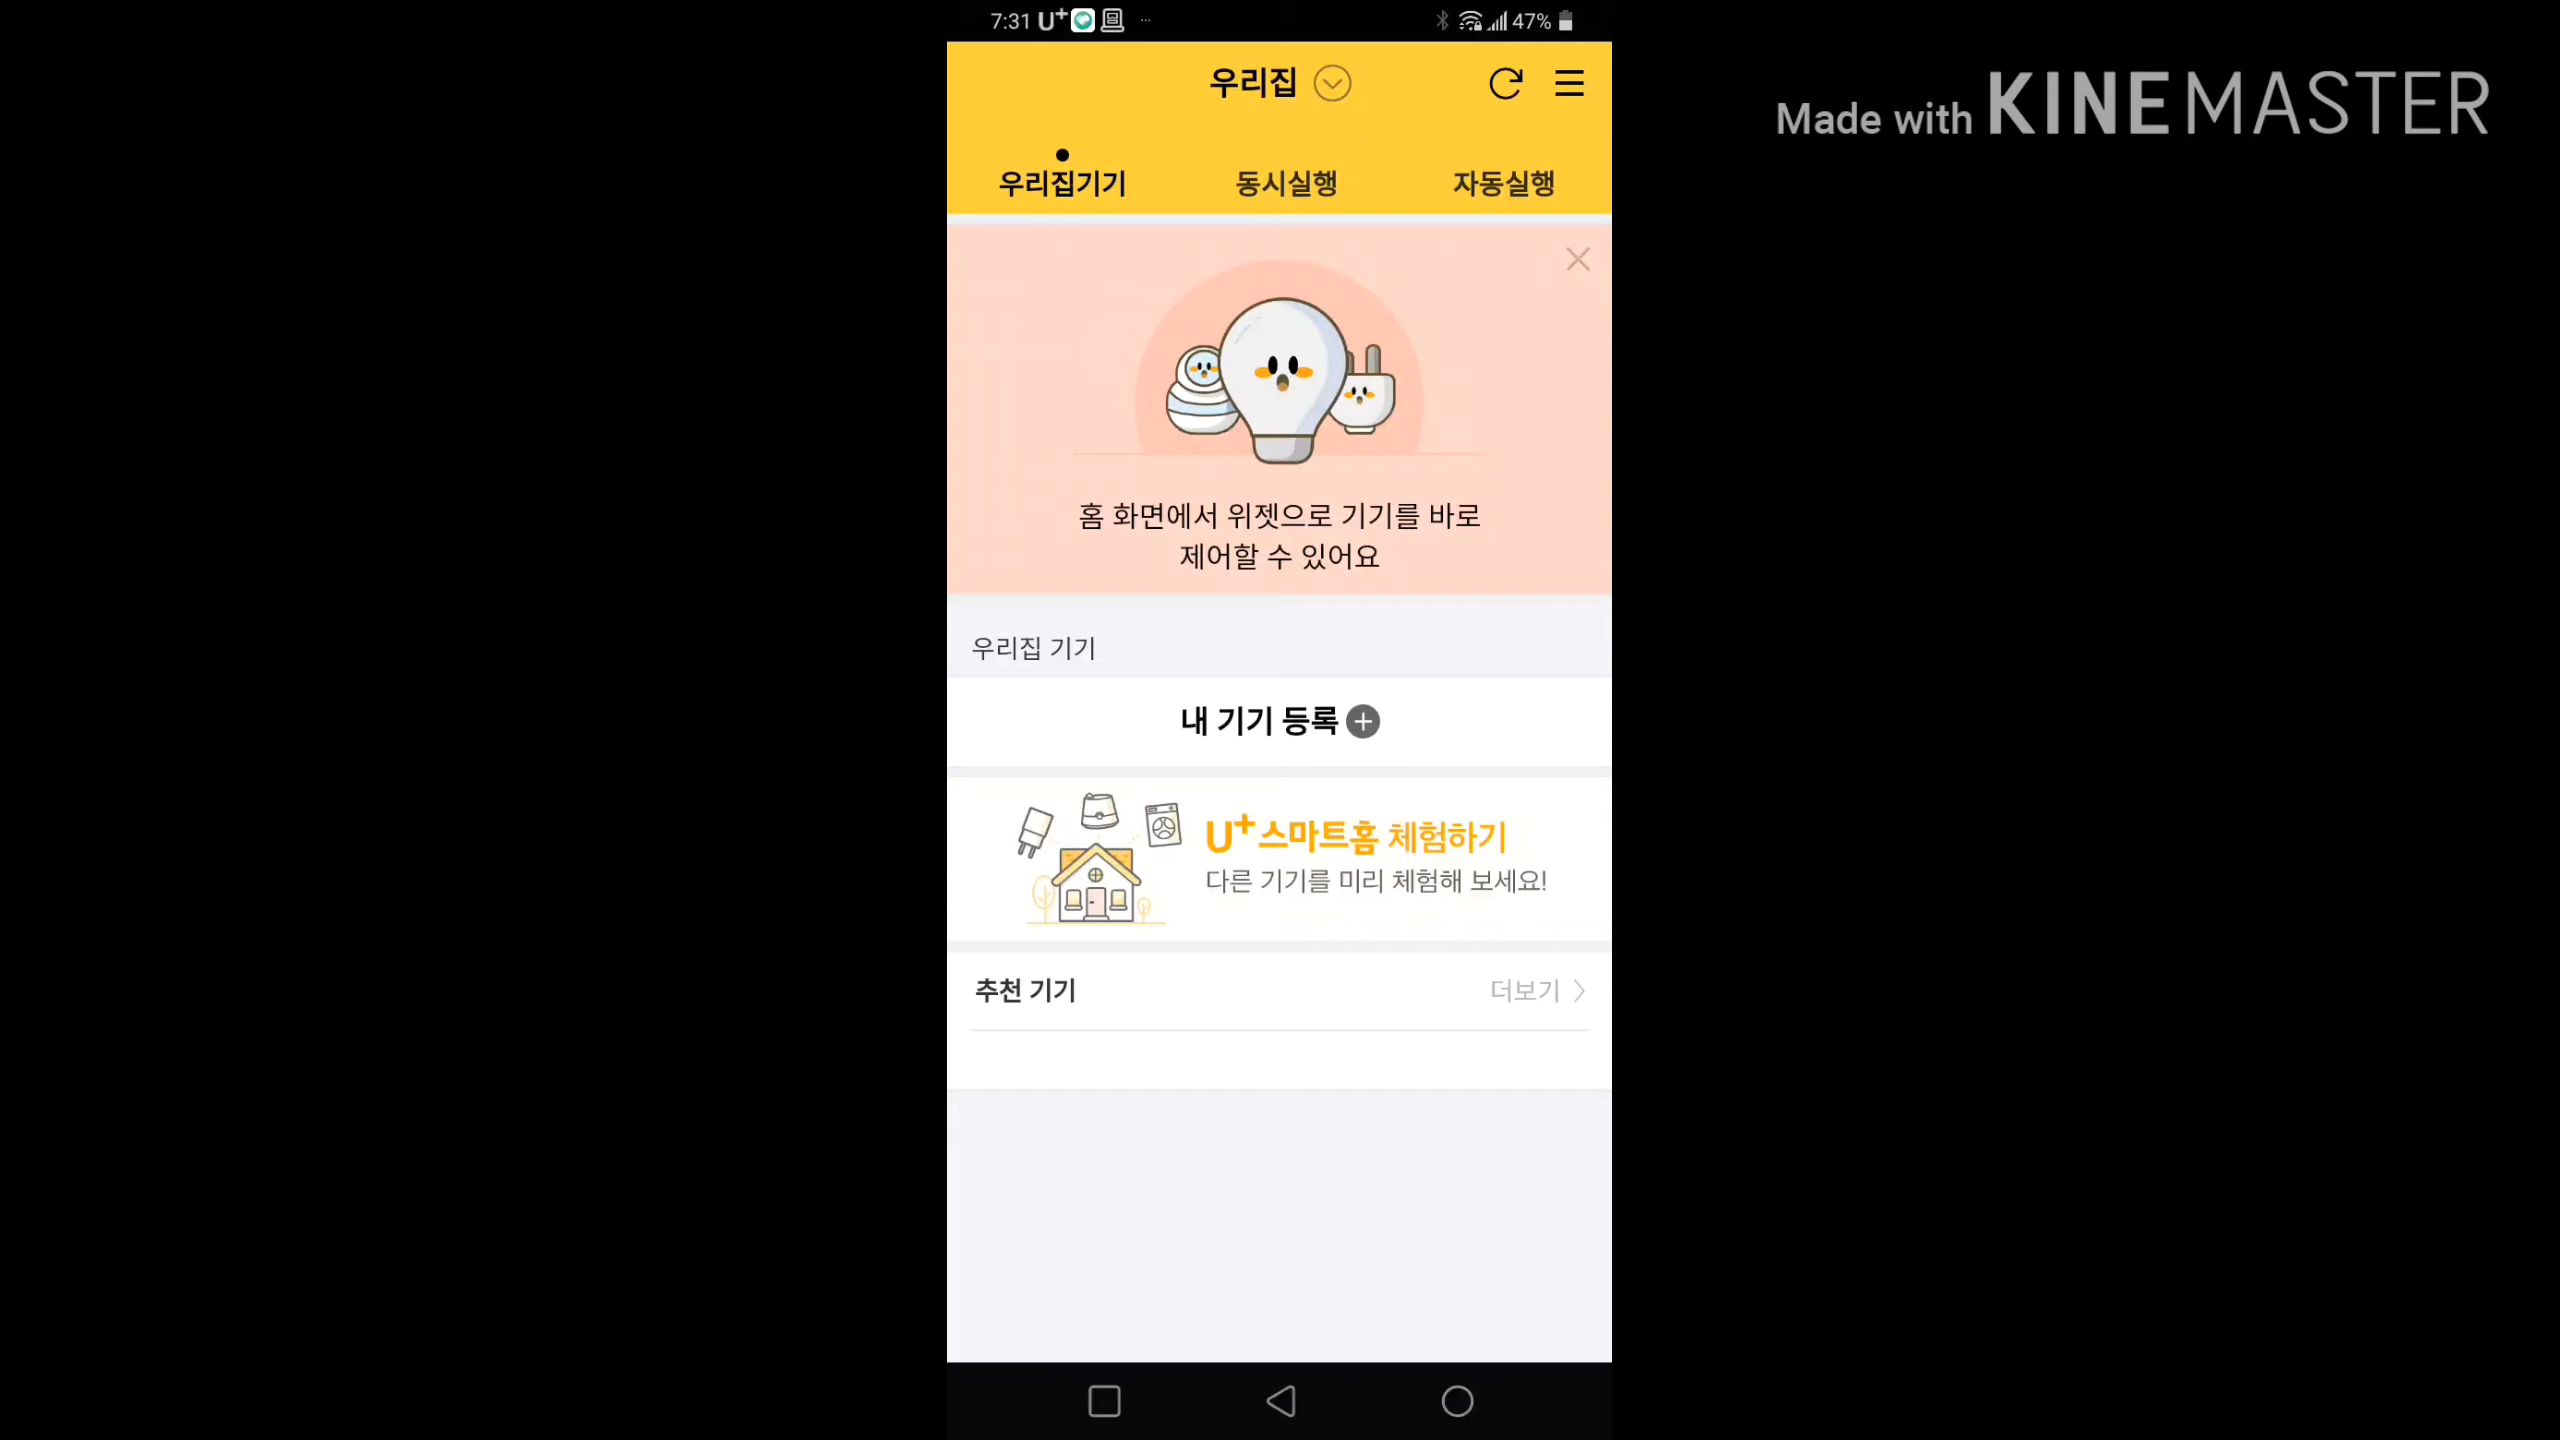 7:31 U+ ... 47%
Made with KINEMASTER
우리집
우리집기기 동시실행 자동실행
홈 화면에서 위젯으로 기기를 바로
제어할 수 있어요
우리집 기기
내 기기 등록
U+스마트홈 체험하기
다른 기기를 미리 체험해 보세요!
추천 기기 더보기